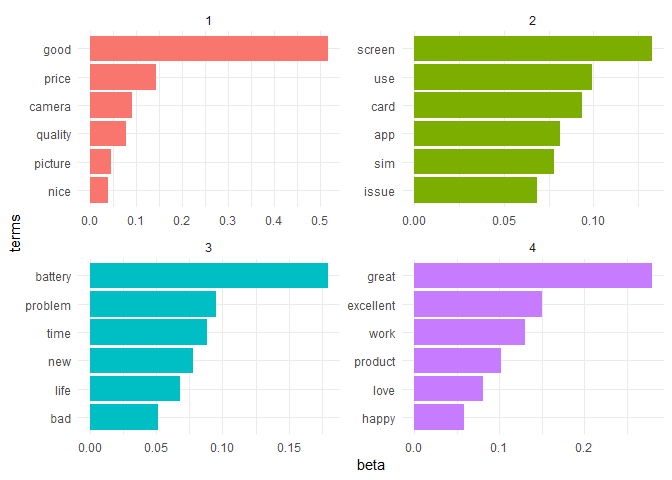 1
good
price
camera
quality
picture
nice
0.0 0.1 0.2 0.3 0.4 0.5
2
screen
use
card
app
sim
issue
0.00 0.05 0.10
terms
3
battery
problem
time
new
life
bad
0.00 0.05 0.10 0.15
4
great
excellent
work
product
love
happy
0.0 0.1 0.2
beta